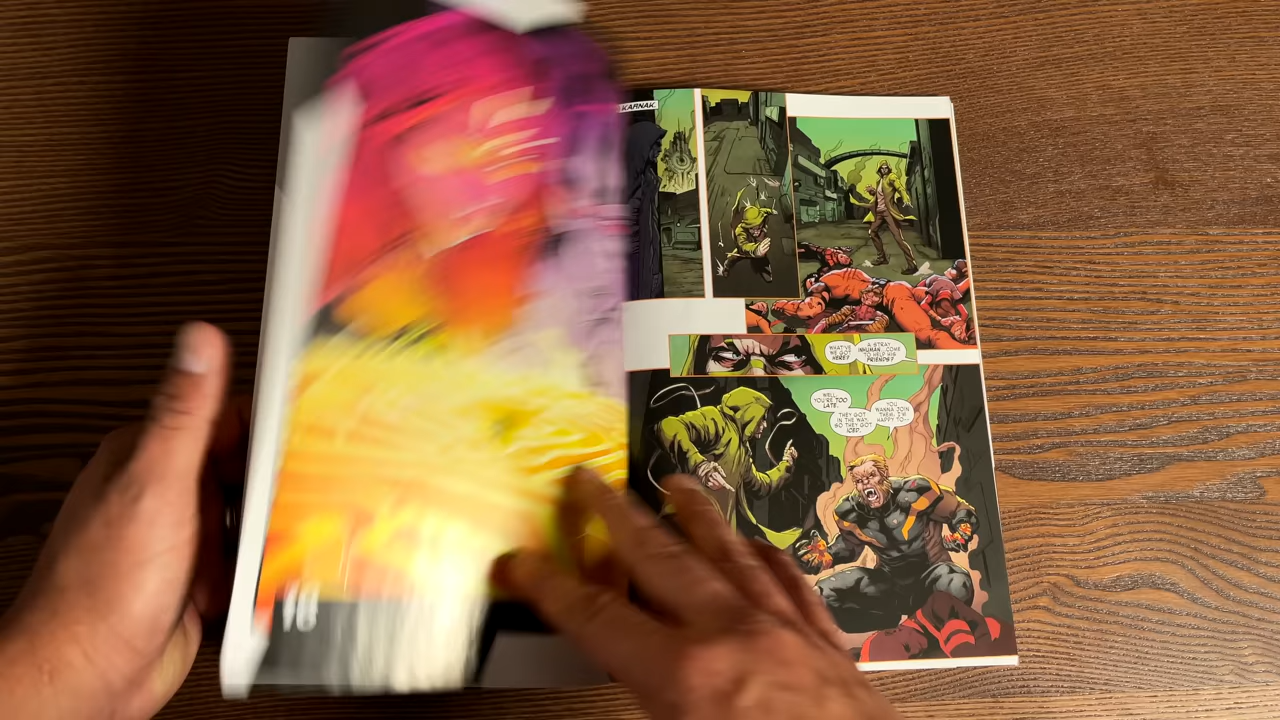 KARNAK.
WHAT'VE
WE GOT
HERE?
A STRAY
INHUMAN...COME
TO HELP HIS
FRIENDS?
WELL,
YOU'RE TOO
LATE.
THEY GOT
IN THE WAY,
SO THEY GOT
ICED.
YOU
WANNA JOIN
THEM, I'M
HAPPY TO--